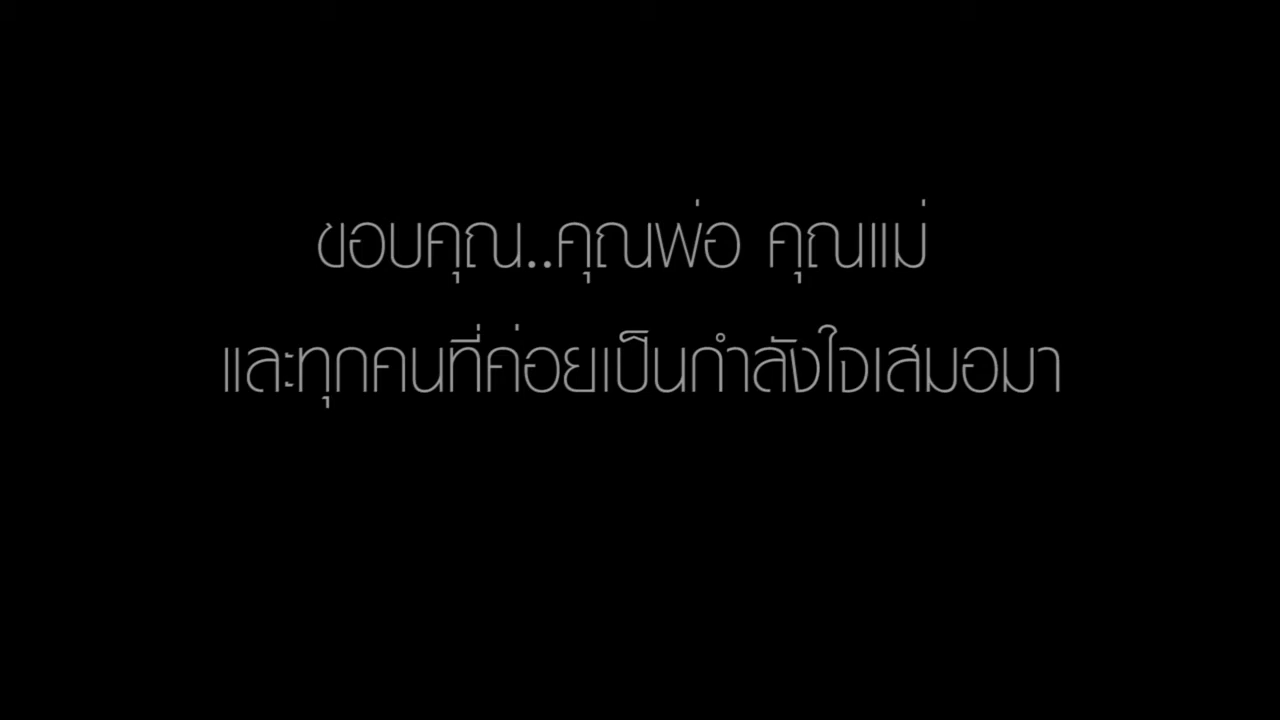 ขอบคุณ..คุณพ่อ คุณแม่
และทุกคนที่ค่อยเป็นกำลังใจเสมอมา